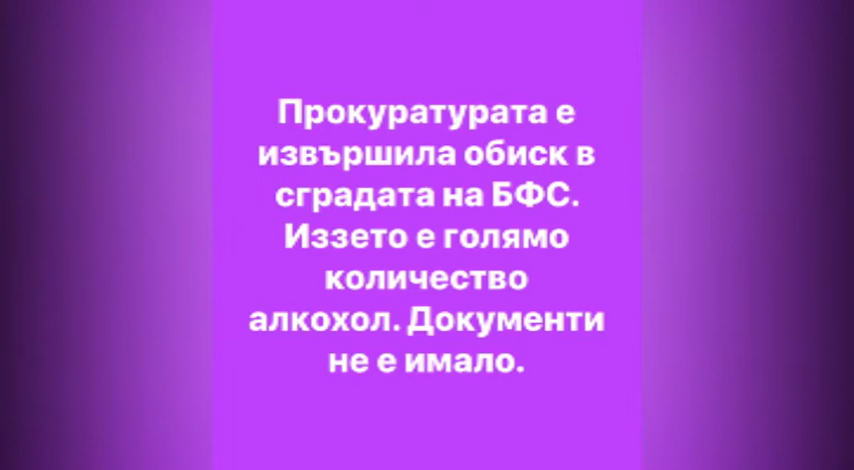 Прокуратурата е
извършила обиск в
сградата на БФС.
Иззето е голямо
количество
алкохол. Документи
не е имало.